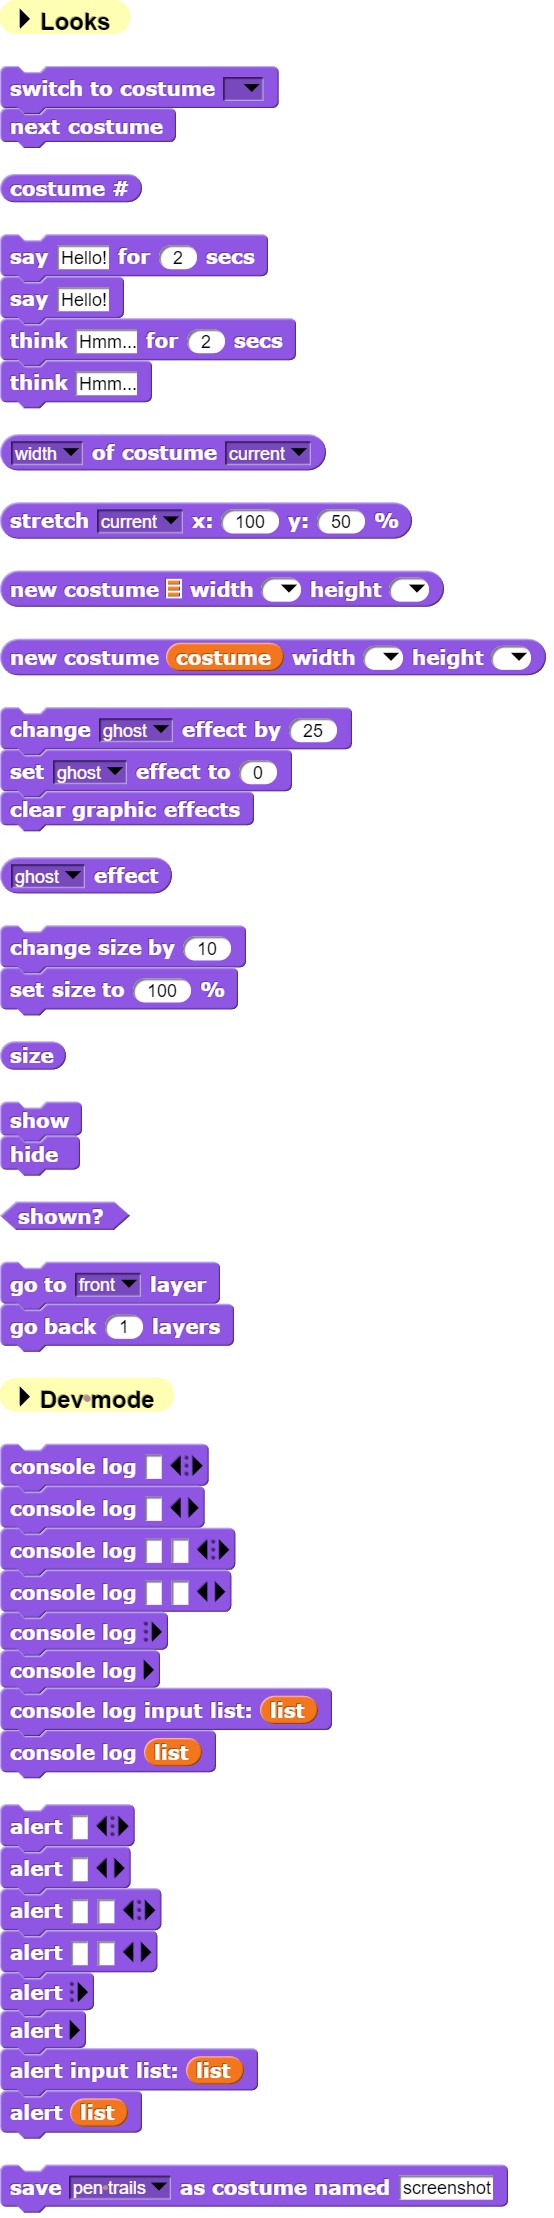 Looks
switch to costume
next costume
costume #
say Hello! for 2 secs
say Hello!
think Hmm... for 2 secs
think Hmm...
width of costume current
stretch current x: 100 y: 50 %
new costume width height
new costume costume width height
change ghost effect by 25
set ghost effect to 0
clear graphic effects
ghost effect
change size by 10
set size to 100 %
size
show
hide
shown?
go to front layer
go back 1 layers
Dev mode
console log
console log
console log
console log
console log
console log
console log input list: list
console log list
alert
alert
alert
alert
alert
alert
alert input list: list
alert list
save pen trails as costume named screenshot